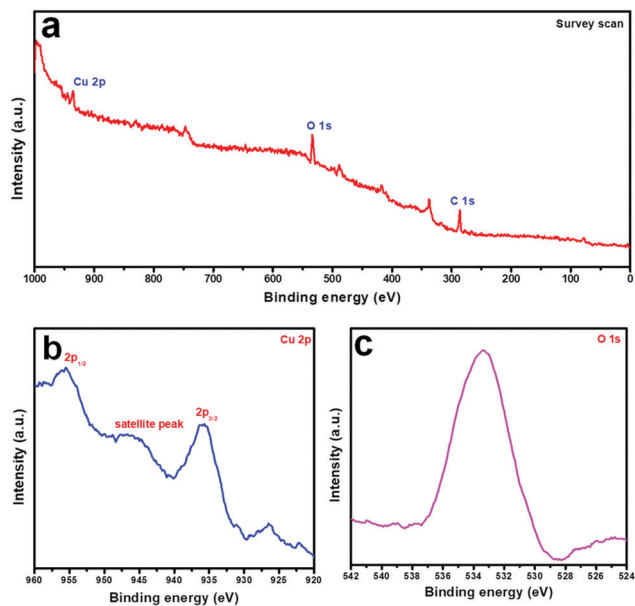 a
Survey scan
Cu 2p
O 1s
C 1s
Intensity (a.u.)
1000 900 800 700 600 500 400 300 200 100 0
Binding energy (eV)
b
Cu 2p
2p1/2
satellite peak
2p3/2
Intensity (a.u.)
960 955 950 945 940 935 930 925 920
Binding energy (eV)
c
O 1s
Intensity (a.u.)
542 540 538 536 534 532 530 528 526 524
Binding energy (eV)